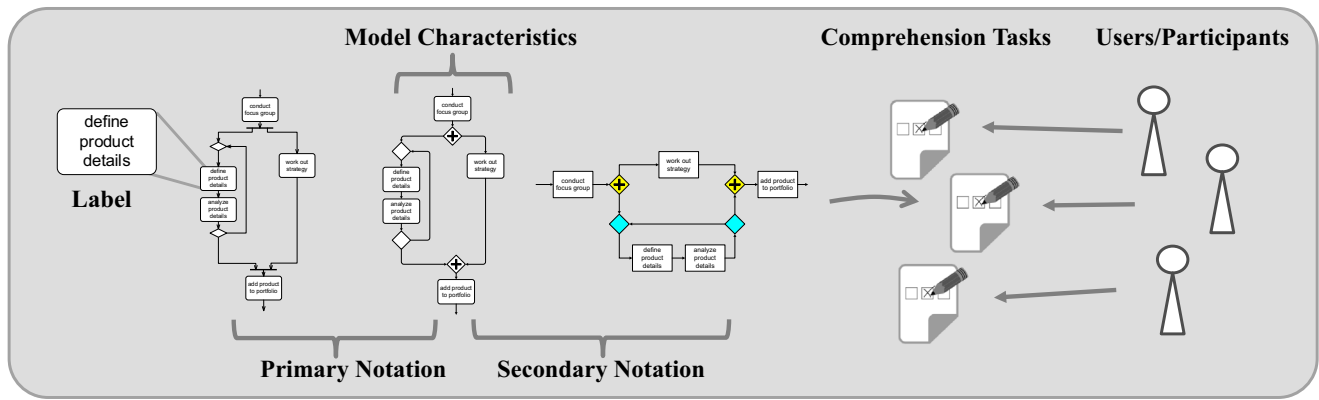 Model Characteristics
Comprehension Tasks
Users/Participants
define
product
details
Label
conduct
focus group
work out
strategy
define
product
details
analyze
product
details
add product
to portfolio
conduct
focus group
work out
strategy
define
product
details
analyze
product
details
add product
to portfolio
conduct
focus group
work out
strategy
add product
to portfolio
define
product
details
analyze
product
details
Primary Notation
Secondary Notation